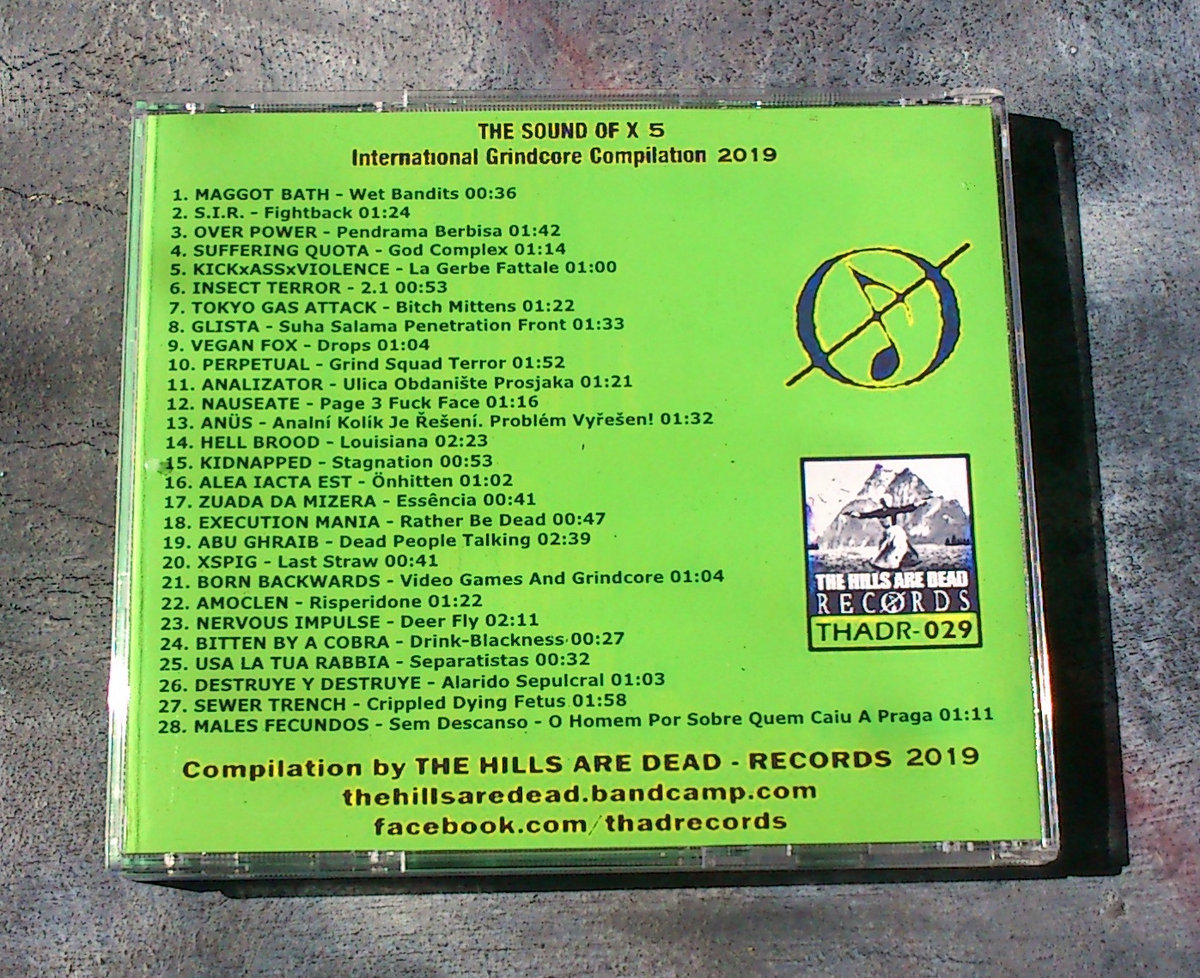 THE SOUND OF X 5
International Grindcore Compilation 2019
1. MAGGOT BATH - Wet Bandits 00:36
2. S.I.R. - Fightback 01:24
3. OVER POWER - Pendrama Berbisa 01:42
4. SUFFERING QUOTA - God Complex 01:14
5. KICKxASSxVIOLENCE - La Gerbe Fattale 01:00
6. INSECT TERROR - 2.1 00:53
7. TOKYO GAS ATTACK - Bitch Mittens 01:22
8. GLISTA - Suha Salama Penetration Front 01:33
9. VEGAN FOX - Drops 01:04
10. PERPETUAL - Grind Squad Terror 01:52
11. ANALIZATOR - Ulica Obdanište Prosjaka 01:21
12. NAUSEATE - Page 3 Fuck Face 01:16
13. ANÜS - Analní Kolík Je Řešení. Problém Vyřešen! 01:32
14. HELL BROOD - Louisiana 02:23
15. KIDNAPPED - Stagnation 00:53
16. ALEA IACTA EST - Önhitten 01:02
17. ZUADA DA MIZERA - Essência 00:41
18. EXECUTION MANIA - Rather Be Dead 00:47
19. ABU GHRAIB - Dead People Talking 02:39
20. XSPIG - Last Straw 00:41
21. BORN BACKWARDS - Video Games And Grindcore 01:04
22. AMOCLEN - Risperidone 01:22
23. NERVOUS IMPULSE - Deer Fly 02:11
24. BITTEN BY A COBRA - Drink-Blackness 00:27
25. USA LA TUA RABBIA - Separatistas 00:32
26. DESTRUYE Y DESTRUYE - Alarido Sepulcral 01:03
27. SEWER TRENCH - Crippled Dying Fetus 01:58
28. MALES FECUNDOS - Sem Descanso - O Homem Por Sobre Quem Caiu A Praga 01:11
THE HILLS ARE DEAD
RECØRDS
THADR-029
Compilation by THE HILLS ARE DEAD - RECORDS 2019
thehillsaredead.bandcamp.com
facebook.com/thadrecords